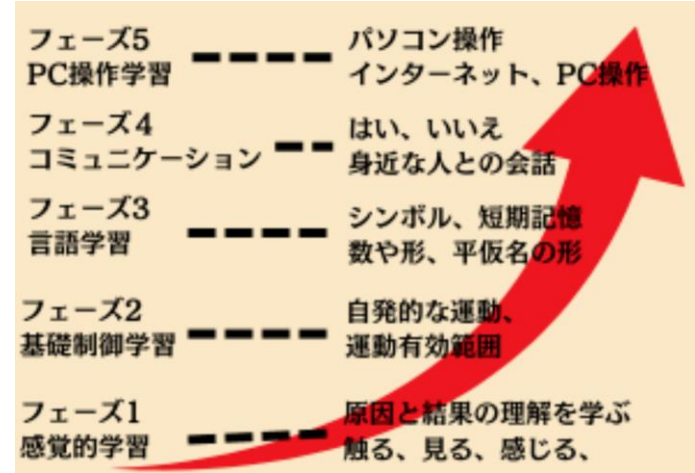 フェーズ5
PC操作学習
パソコン操作
インターネット、PC操作
フェーズ4
コミュニケーション
はい、いいえ
身近な人との会話
フェーズ3
言語学習
シンボル、短期記憶
数や形、平仮名の形
フェーズ2
基礎制御学習
自発的な運動、
運動有効範囲
フェーズ1
感覚的学習
原因と結果の理解を学ぶ
触る、見る、感じる、